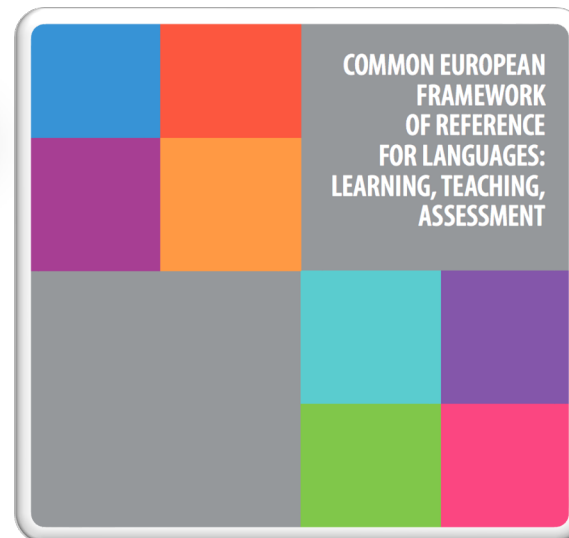 COMMON EUROPEAN
FRAMEWORK
OF REFERENCE
FOR LANGUAGES:
LEARNING, TEACHING,
ASSESSMENT